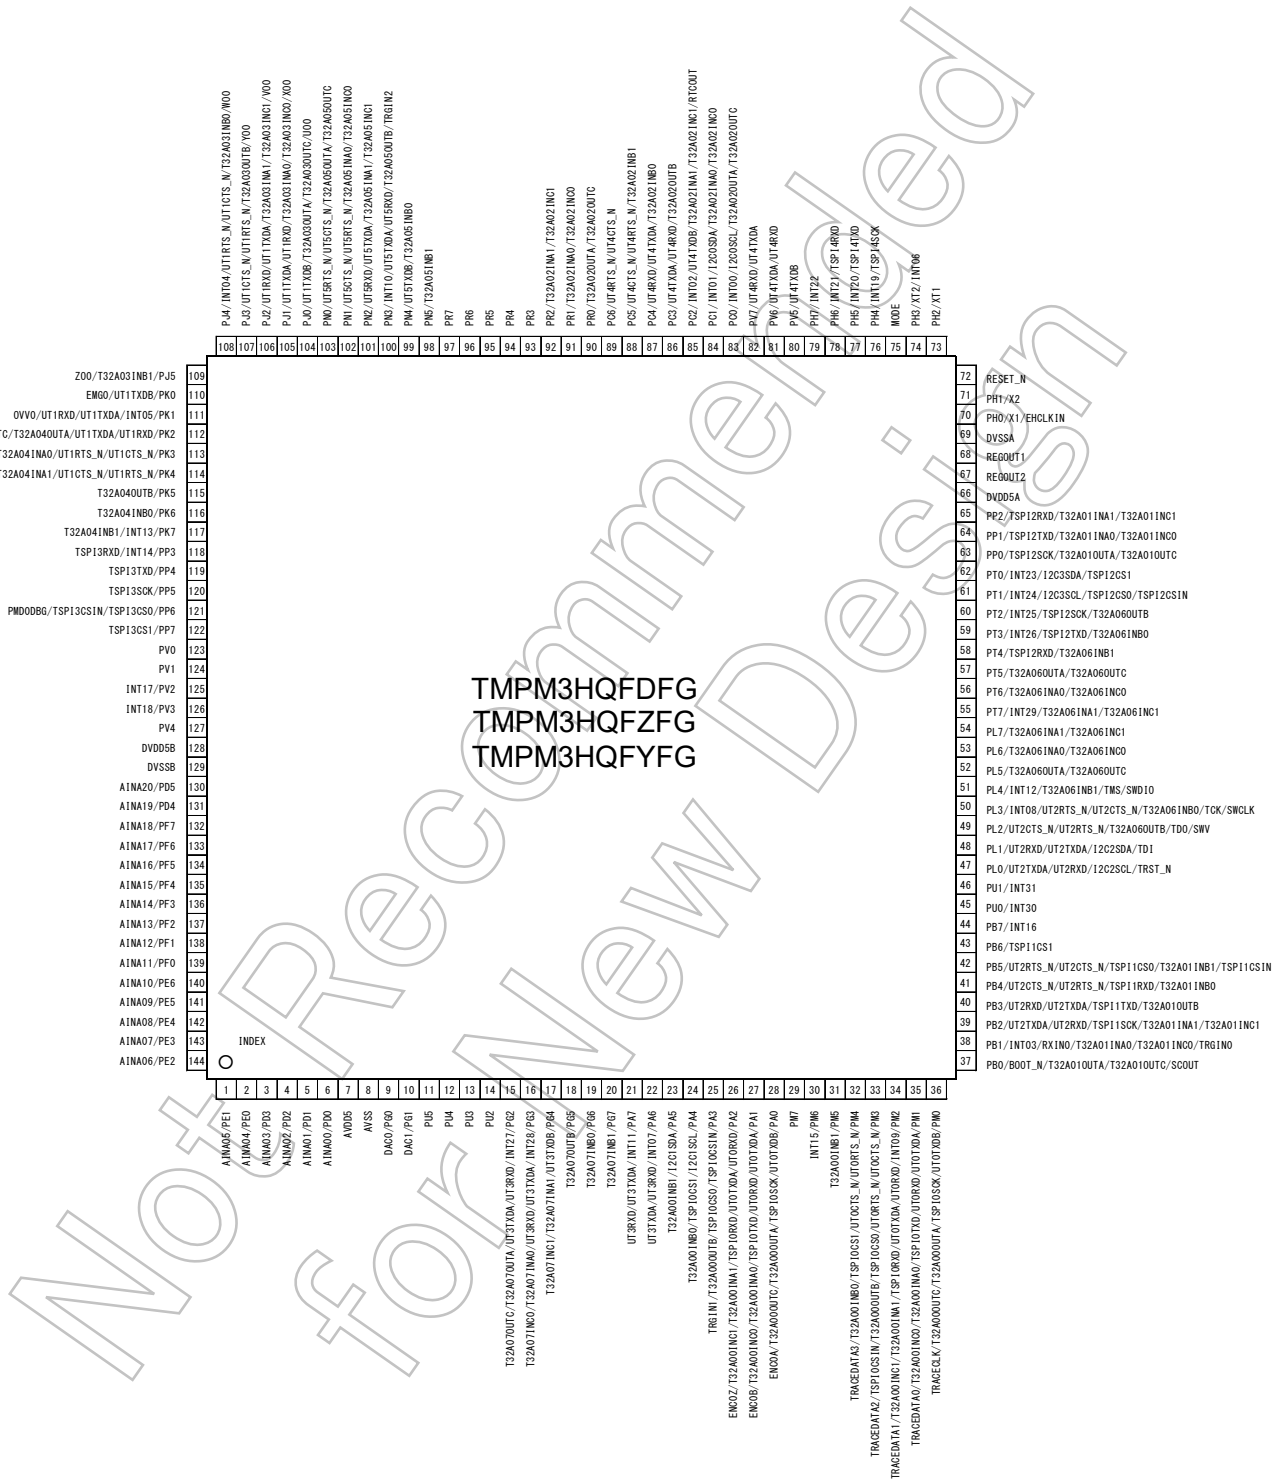 PJ4/INT04/UT1RTS_N/UT1CTS_N/T32A03INB0/WO0
PJ3/UT1CTS_N/UT1RTS_N/T32A03OUTB/YO0
PJ2/UT1RXD/UT1TXDA/T32A03INA1/T32A03INC1/VO0
PJ1/UT1TXDA/UT1RXD/T32A03INA0/T32A03INC0/XO0
PJ0/UT1TXDB/T32A03OUTA/T32A03OUTC/UO0
PN0/UT5RTS_N/UT5CTS_N/T32A05OUTA/T32A05OUTC
PN1/UT5CTS_N/UT5RTS_N/T32A05INA0/T32A05INC0
PN2/UT5RXD/UT5TXDA/T32A05INA1/T32A05INC1
PN3/INT10/UT5TXDA/UT5RXD/T32A05OUTB/TRGIN2
PN4/UT5TXDB/T32A05INB0
PN5/T32A05INB1
PR7
PR6
PR5
PR4
PR3
PR2/T32A02INA1/T32A02INC1
PR1/T32A02INA0/T32A02INC0
PR0/T32A02OUTA/T32A02OUTC
PC6/UT4RTS_N/UT4CTS_N
PC5/UT4CTS_N/UT4RTS_N/T32A02INB1
PC4/UT4RXD/UT4TXDA/T32A02INB0
PC3/UT4TXDA/UT4RXD/T32A02OUTB
PC2/INT02/UT4TXDB/T32A02INA1/T32A02INC1/RTCOUT
PC1/INT01/I2C0SDA/T32A02INA0/T32A02INC0
PC0/INT00/I2C0SCL/T32A02OUTA/T32A02OUTC
PV7/UT4RXD/UT4TXDA
PV6/UT4TXDA/UT4RXD
PV5/UT4TXDB
PH7/INT22
PH6/INT21/TSPI4RXD
PH5/INT20/TSPI4TXD
PH4/INT19/TSPI4SCK
MODE
PH3/XT2/INT06
PH2/XT1
108 107 106 105 104 103 102 101 100 99 98 97 96 95 94 93 92 91 90 89 88 87 86 85 84 83 82 81 80 79 78 77 76 75 74 73
ZO0/T32A03INB1/PJ5 109
EMG0/UT1TXDB/PK0 110
OVV0/UT1RXD/UT1TXDA/INT05/PK1 111
TC/T32A04OUTA/UT1TXDA/UT1RXD/PK2 112
T32A04INA0/UT1RTS_N/UT1CTS_N/PK3 113
T32A04INA1/UT1CTS_N/UT1RTS_N/PK4 114
T32A04OUTB/PK5 115
T32A04INB0/PK6 116
T32A04INB1/INT13/PK7 117
TSPI3RXD/INT14/PP3 118
TSPI3TXD/PP4 119
TSPI3SCK/PP5 120
PMD0DBG/TSPI3CSIN/TSPI3CS0/PP6 121
TSPI3CS1/PP7 122
PV0 123
PV1 124
INT17/PV2 125
INT18/PV3 126
PV4 127
DVDD5B 128
DVSSB 129
AINA20/PD5 130
AINA19/PD4 131
AINA18/PF7 132
AINA17/PF6 133
AINA16/PF5 134
AINA15/PF4 135
AINA14/PF3 136
AINA13/PF2 137
AINA12/PF1 138
AINA11/PF0 139
AINA10/PE6 140
AINA09/PE5 141
AINA08/PE4 142
AINA07/PE3 143
AINA06/PE2 144
TMPM3HQFDFG
TMPM3HQFZFG
TMPM3HQFYFG
INDEX
72 RESET_N
71 PH1/X2
70 PH0/X1/EHCLKIN
69 DVSSA
68 REGOUT1
67 REGOUT2
66 DVDD5A
65 PP2/TSPI2RXD/T32A01INA1/T32A01INC1
64 PP1/TSPI2TXD/T32A01INA0/T32A01INC0
63 PP0/TSPI2SCK/T32A01OUTA/T32A01OUTC
62 PT0/INT23/I2C3SDA/TSPI2CS1
61 PT1/INT24/I2C3SCL/TSPI2CS0/TSPI2CSIN
60 PT2/INT25/TSPI2SCK/T32A06OUTB
59 PT3/INT26/TSPI2TXD/T32A06INB0
58 PT4/TSPI2RXD/T32A06INB1
57 PT5/T32A06OUTA/T32A06OUTC
56 PT6/T32A06INA0/T32A06INC0
55 PT7/INT29/T32A06INA1/T32A06INC1
54 PL7/T32A06INA1/T32A06INC1
53 PL6/T32A06INA0/T32A06INC0
52 PL5/T32A06OUTA/T32A06OUTC
51 PL4/INT12/T32A06INB1/TMS/SWDIO
50 PL3/INT08/UT2RTS_N/UT2CTS_N/T32A06INB0/TCK/SWCLK
49 PL2/UT2CTS_N/UT2RTS_N/T32A06OUTB/TDO/SWV
48 PL1/UT2RXD/UT2TXDA/I2C2SDA/TDI
47 PL0/UT2TXDA/UT2RXD/I2C2SCL/TRST_N
46 PU1/INT31
45 PU0/INT30
44 PB7/INT16
43 PB6/TSPI1CS1
42 PB5/UT2RTS_N/UT2CTS_N/TSPI1CS0/T32A01INB1/TSPI1CSIN
41 PB4/UT2CTS_N/UT2RTS_N/TSPI1RXD/T32A01INB0
40 PB3/UT2RXD/UT2TXDA/TSPI1TXD/T32A01OUTB
39 PB2/UT2TXDA/UT2RXD/TSPI1SCK/T32A01INA1/T32A01INC1
38 PB1/INT03/RXIN0/T32A01INA0/T32A01INC0/TRGIN0
37 PB0/BOOT_N/T32A01OUTA/T32A01OUTC/SCOUT
1 2 3 4 5 6 7 8 9 10 11 12 13 14 15 16 17 18 19 20 21 22 23 24 25 26 27 28 29 30 31 32 33 34 35 36
AINA05/PE1
AINA04/PE0
AINA03/PD3
AINA02/PD2
AINA01/PD1
AINA00/PD0
AVDD5
AVSS
DAC0/PG0
DAC1/PG1
PU5
PU4
PU3
PU2
T32A07OUTC/T32A07OUTA/UT3TXDA/UT3RXD/INT27/PG2
T32A07INC0/T32A07INA0/UT3RXD/UT3TXDA/INT28/PG3
T32A07INC1/T32A07INA1/UT3TXDB/PG4
T32A07OUTB/PG5
T32A07INB0/PG6
T32A07INB1/PG7
UT3RXD/UT3TXDA/INT11/PA7
UT3TXDA/UT3RXD/INT07/PA6
T32A00INB1/I2C1SDA/PA5
T32A00INB0/TSPI0CS1/I2C1SCL/PA4
TRGIN1/T32A00OUTB/TSPI0CS0/TSPI0CSIN/PA3
ENC0Z/T32A00INC1/T32A00INA1/TSPI0RXD/UT0TXDA/UT0RXD/PA2
ENC0B/T32A00INC0/T32A00INA0/TSPI0TXD/UT0RXD/UT0TXDA/PA1
ENC0A/T32A00OUTC/T32A00OUTA/TSPI0SCK/UT0TXDB/PA0
PM7
INT15/PM6
T32A00INB1/PM5
TRACEDATA3/T32A00INB0/TSPI0CS1/UT0CTS_N/UT0RTS_N/PM4
TRACEDATA2/TSPI0CSIN/T32A00OUTB/TSPI0CS0/UT0RTS_N/UT0CTS_N/PM3
TRACEDATA1/T32A00INC1/T32A00INA1/TSPI0RXD/UT0TXDA/UT0RXD/INT09/PM2
TRACEDATA0/T32A00INC0/T32A00INA0/TSPI0TXD/UT0RXD/UT0TXDA/PM1
TRACECLK/T32A00OUTC/T32A00OUTA/TSPI0SCK/UT0TXDB/PM0
Not Recommended
for New Design